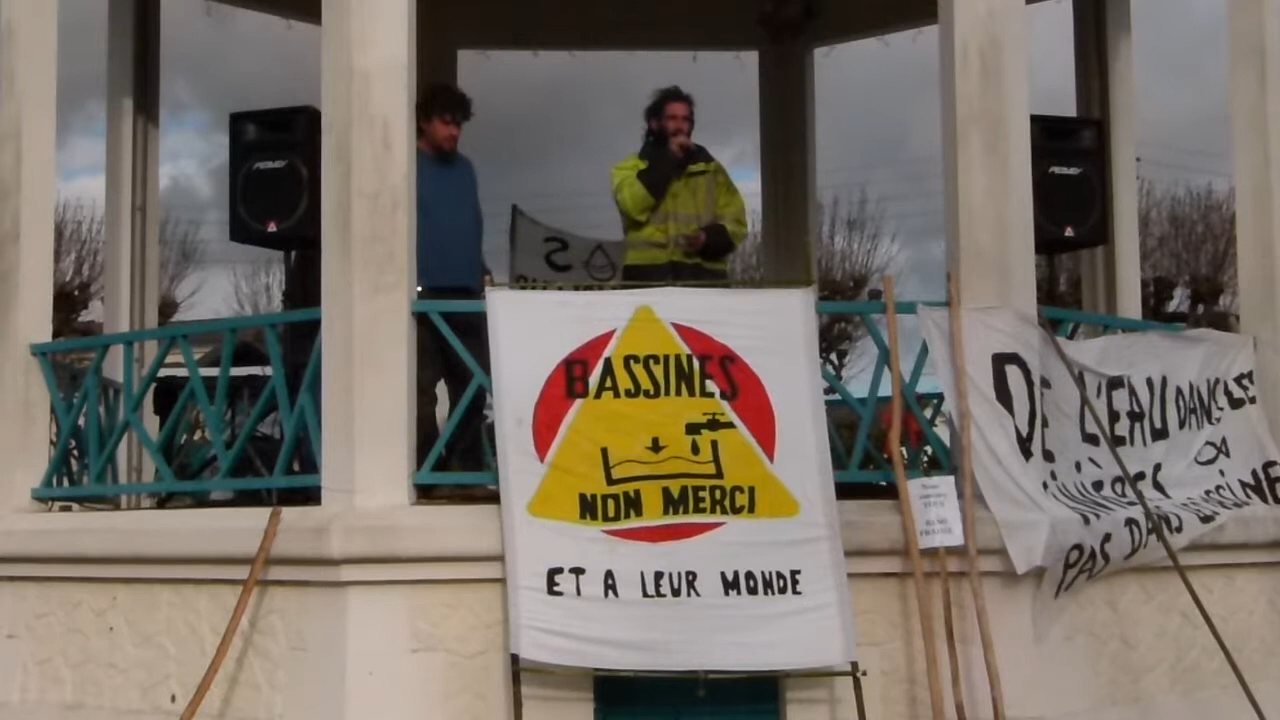 PEAVEY
PEAVEY
BASSINES
NON MERCI
ET A LEUR MONDE
DE L'EAU DANS LES
RIVIÈRES
PAS DANS LES BASSINES